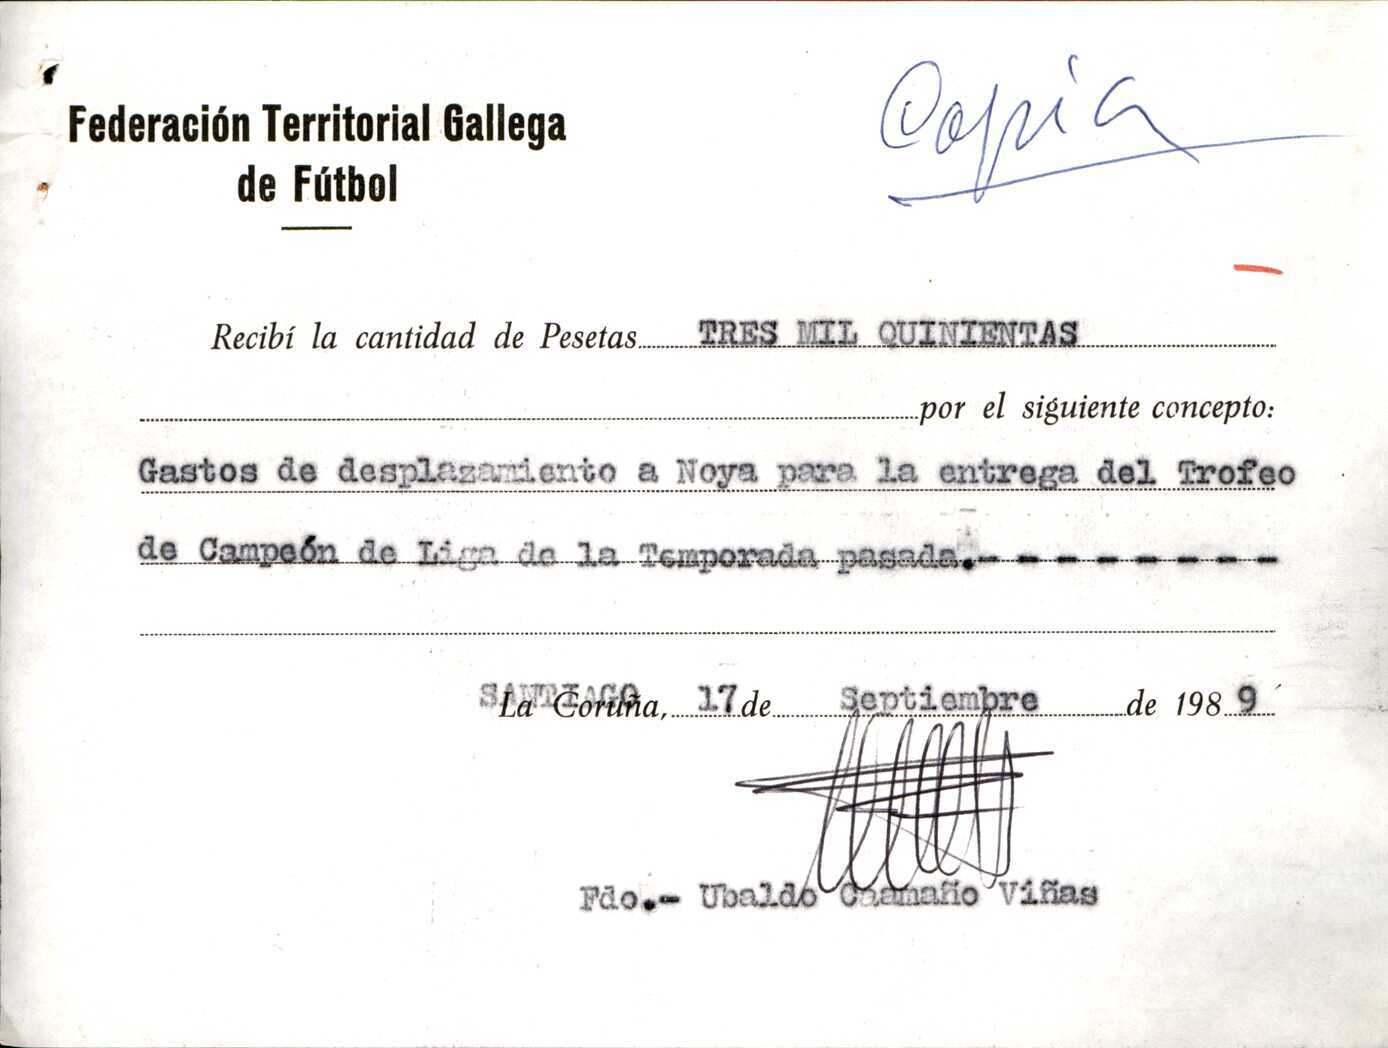 Federación Territorial Gallega
de Fútbol
Copia
Recibí la cantidad de Pesetas TRES MIL QUINIENTAS
por el siguiente concepto:
Gastos de desplazamiento a Noya para la entrega del Trofeo
de Campeón de Liga de la Temporada pasada.- - - - - - - -
SANTIAGO
La Coruña, 17 de Septiembre de 1989
Fdo.- Ubaldo Caamaño Viñas